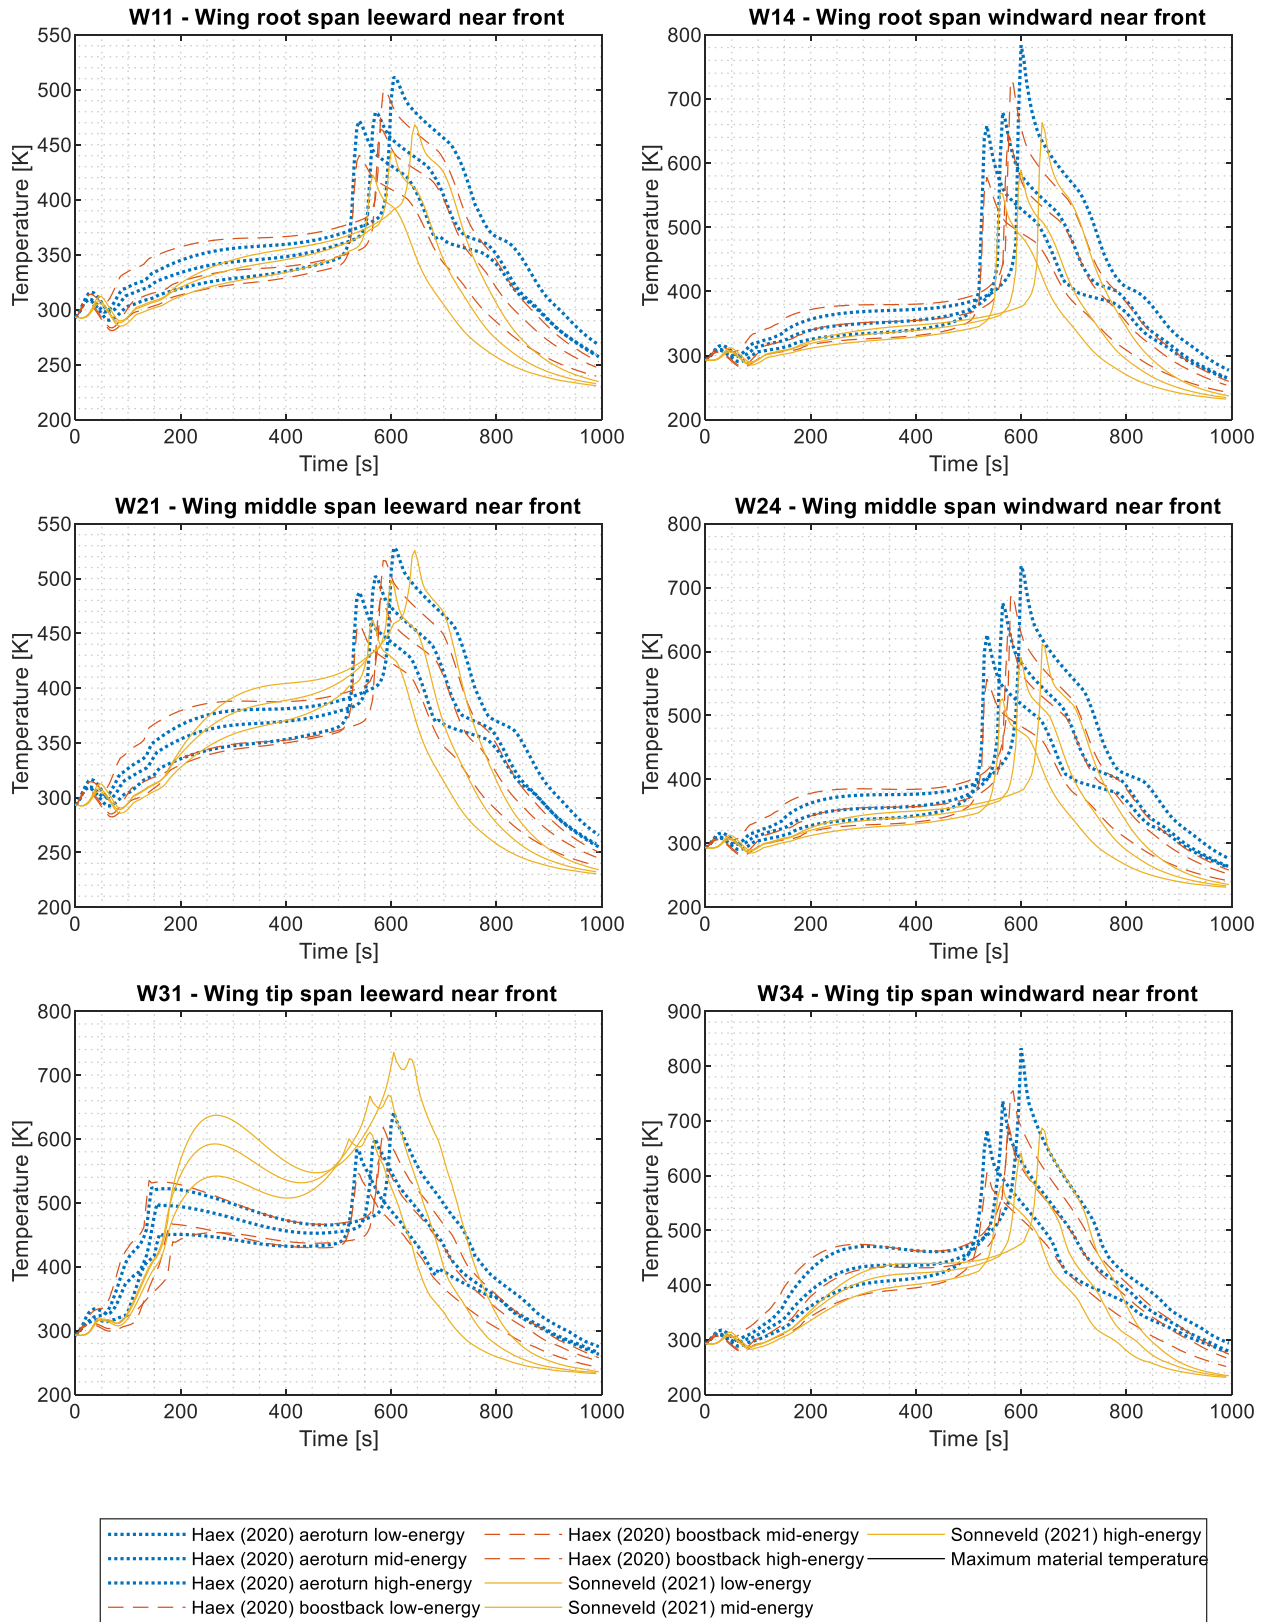 W11 - Wing root span leeward near front
550
500
450
400
350
300
250
200
Temperature [K]
0 200 400 600 800 1000
Time [s]
W14 - Wing root span windward near front
800
700
600
500
400
300
200
Temperature [K]
0 200 400 600 800 1000
Time [s]
W21 - Wing middle span leeward near front
550
500
450
400
350
300
250
200
Temperature [K]
0 200 400 600 800 1000
Time [s]
W24 - Wing middle span windward near front
800
700
600
500
400
300
200
Temperature [K]
0 200 400 600 800 1000
Time [s]
W31 - Wing tip span leeward near front
800
700
600
500
400
300
200
Temperature [K]
0 200 400 600 800 1000
Time [s]
W34 - Wing tip span windward near front
900
800
700
600
500
400
300
200
Temperature [K]
0 200 400 600 800 1000
Time [s]
Haex (2020) aeroturn low-energy
Haex (2020) aeroturn mid-energy
Haex (2020) aeroturn high-energy
Haex (2020) boostback low-energy
Haex (2020) boostback mid-energy
Haex (2020) boostback high-energy
Sonneveld (2021) low-energy
Sonneveld (2021) mid-energy
Sonneveld (2021) high-energy
Maximum material temperature